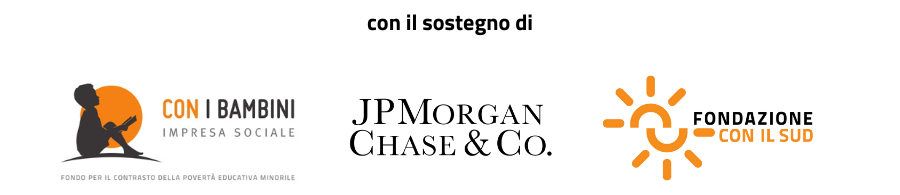 con il sostegno di
CON I BAMBINI
IMPRESA SOCIALE
FONDO PER IL CONTRASTO DELLA POVERTÀ EDUCATIVA MINORILE
JPMORGAN
CHASE & CO.
FONDAZIONE
CON IL SUD